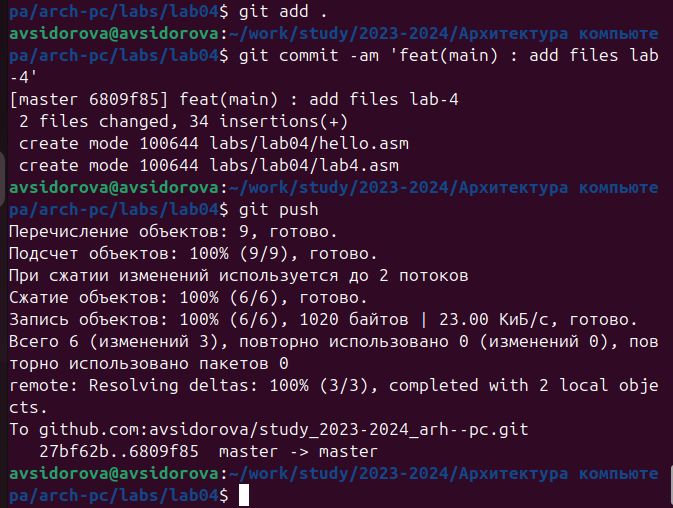 pa/arch-pc/labs/lab04$ git add .
avsidorova@avsidorova:~/work/study/2023-2024/Архитектура компьюте
pa/arch-pc/labs/lab04$ git commit -am 'feat(main) : add files lab
-4'
[master 6809f85] feat(main) : add files lab-4
 2 files changed, 34 insertions(+)
 create mode 100644 labs/lab04/hello.asm
 create mode 100644 labs/lab04/lab4.asm
avsidorova@avsidorova:~/work/study/2023-2024/Архитектура компьюте
pa/arch-pc/labs/lab04$ git push
Перечисление объектов: 9, готово.
Подсчет объектов: 100% (9/9), готово.
При сжатии изменений используется до 2 потоков
Сжатие объектов: 100% (6/6), готово.
Запись объектов: 100% (6/6), 1020 байтов | 23.00 КиБ/с, готово.
Всего 6 (изменений 3), повторно использовано 0 (изменений 0), пов
торно использовано пакетов 0
remote: Resolving deltas: 100% (3/3), completed with 2 local obje
cts.
To github.com:avsidorova/study_2023-2024_arh--pc.git
   27bf62b..6809f85  master -> master
avsidorova@avsidorova:~/work/study/2023-2024/Архитектура компьюте
pa/arch-pc/labs/lab04$